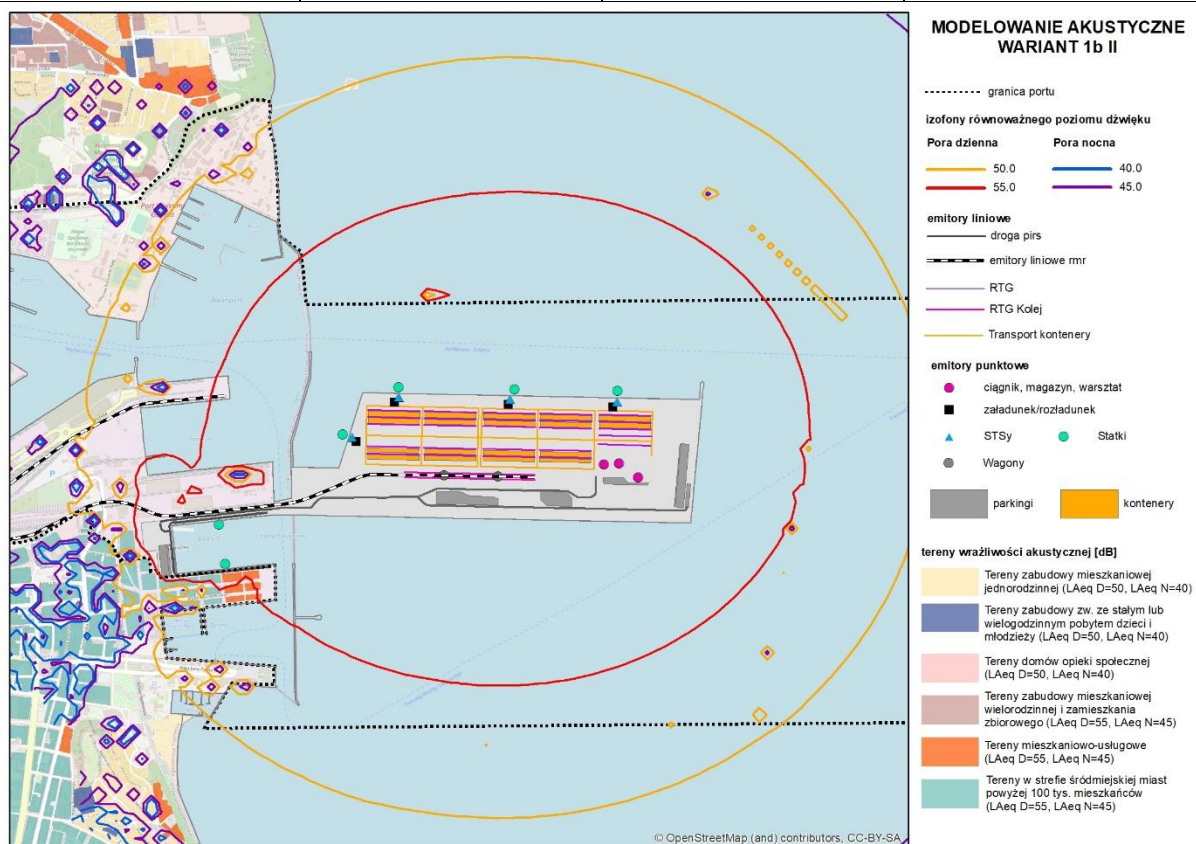 MODELOWANIE AKUSTYCZNE
WARIANT 1b II
granica portu
izofony równoważnego poziomu dźwięku
Pora dzienna
Pora nocna
50.0
40.0
55.0
45.0
emitory liniowe
droga pirs
emitory liniowe rmr
RTG
RTG Kolej
Transport kontenery
emitory punktowe
ciągnik, magazyn, warsztat
załadunek/rozładunek
STSy
Statki
Wagony
parkingi
kontenery
tereny wrażliwości akustycznej [dB]
Tereny zabudowy mieszkaniowej
jednorodzinnej (LAeq D=50, LAeq N=40)
Tereny zabudowy zw. ze stałym lub
wielogodzinnym pobytem dzieci i
młodzieży (LAeq D=50, LAeq N=40)
Tereny domów opieki społecznej
(LAeq D=50, LAeq N=40)
Tereny zabudowy mieszkaniowej
wielorodzinnej i zamieszkania
zbiorowego (LAeq D=55, LAeq N=45)
Tereny mieszkaniowo-usługowe
(LAeq D=55, LAeq N=45)
Tereny w strefie śródmiejskiej miast
powyżej 100 tys. mieszkańców
(LAeq D=55, LAeq N=45)
© OpenStreetMap (and) contributors, CC-BY-SA